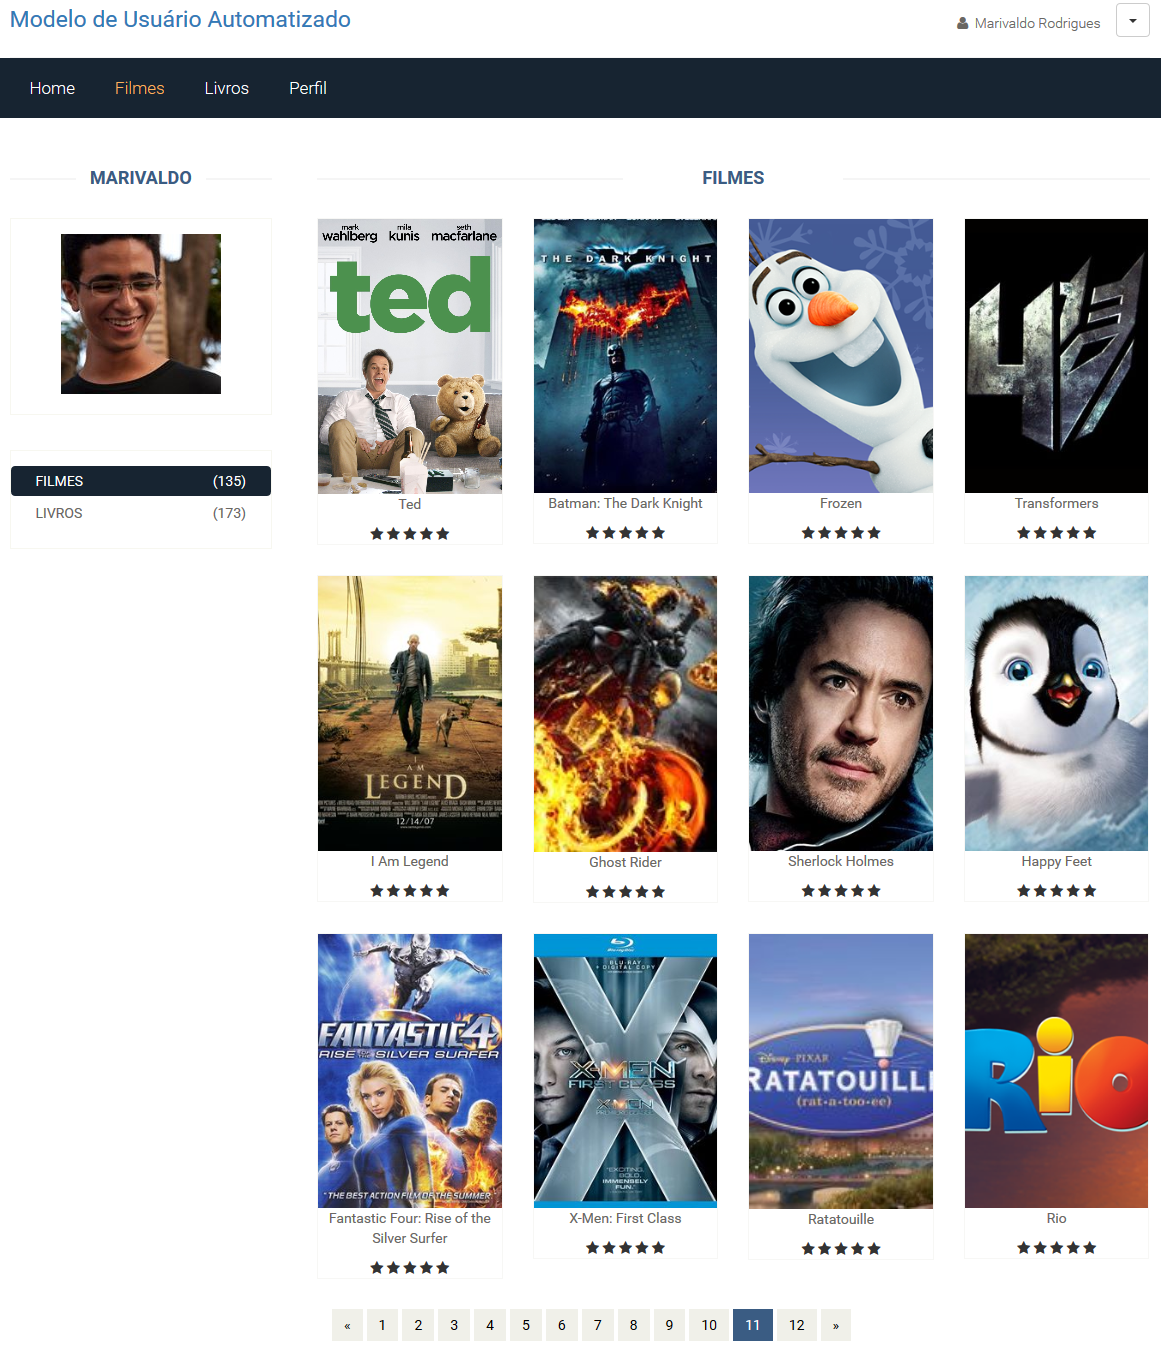 Modelo de Usuário Automatizado
Marivaldo Rodrigues
Home Filmes Livros Perfil
MARIVALDO
FILMES (135)
LIVROS (173)
FILMES
mark wahlberg mila kunis seth macfarlane
ted
Ted
★★★★★
THE DARK KNIGHT
Batman: The Dark Knight
★★★★★
Frozen
★★★★★
4
Transformers
★★★★★
I AM
LEGEND
12/14/07
I Am Legend
★★★★★
Ghost Rider
★★★★★
Sherlock Holmes
★★★★★
Happy Feet
★★★★★
FANTASTIC 4
RISE OF THE SILVER SURFER
"THE BEST ACTION FILM OF THE SUMMER
Fantastic Four: Rise of the
Silver Surfer
★★★★★
BLU-RAY
+ DIGITAL COPY
X-MEN
FIRST CLASS
X-MEN
"EXCITING,
BOLD,
IMMENSELY
FUN."
X-Men: First Class
★★★★★
Disney · PIXAR
RATATOUILL
(rat·a·too·ee)
Ratatouille
★★★★★
RiO
Rio
★★★★★
« 1 2 3 4 5 6 7 8 9 10 11 12 »